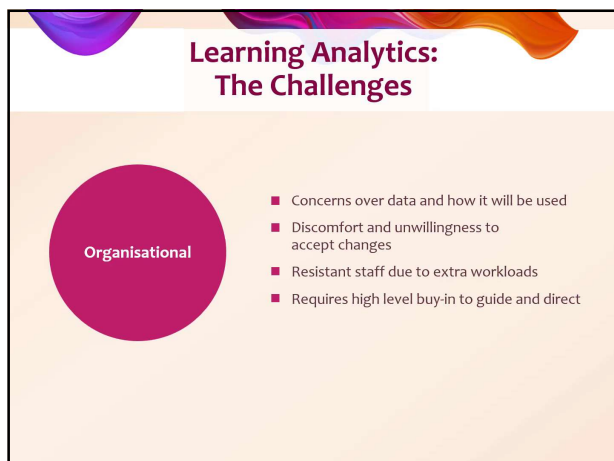 Learning Analytics:
The Challenges
Organisational
■ Concerns over data and how it will be used
■ Discomfort and unwillingness to
accept changes
■ Resistant staff due to extra workloads
■ Requires high level buy-in to guide and direct